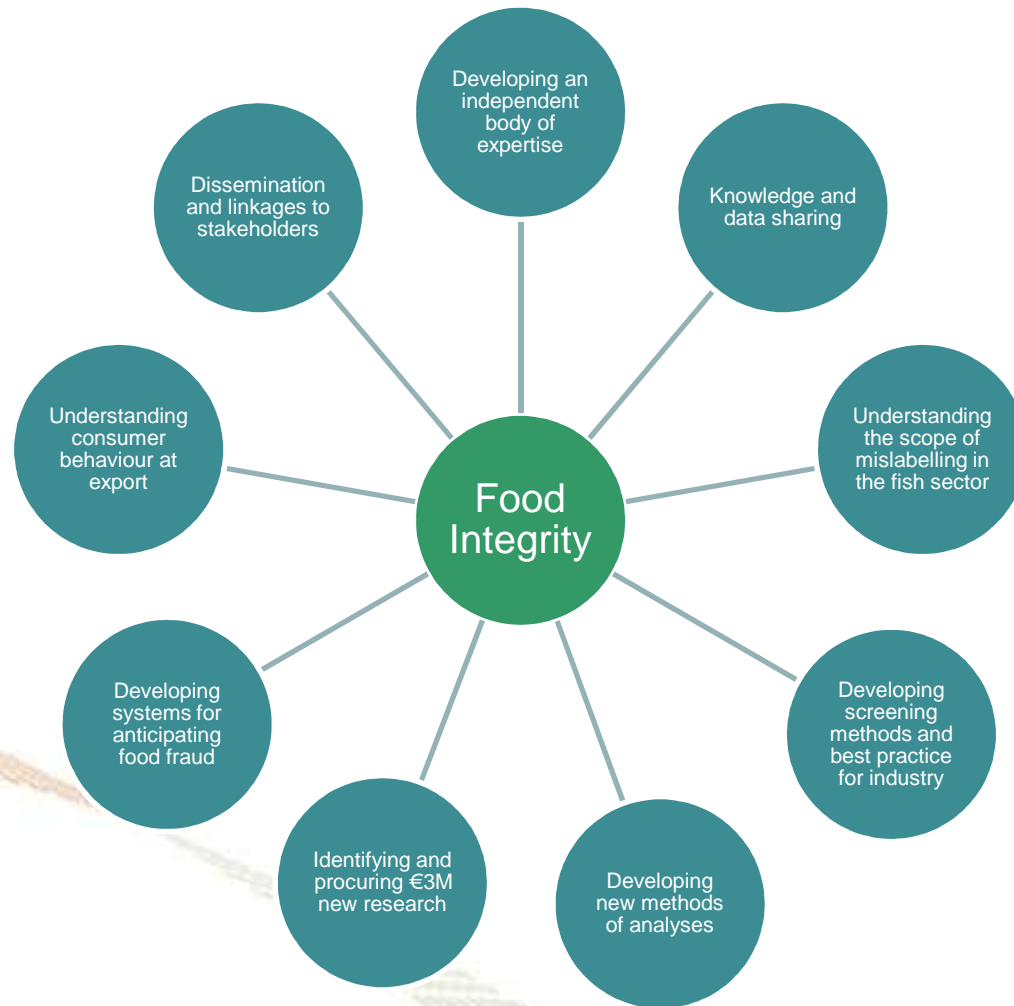 Developing an
independent
body of
expertise
Knowledge and
data sharing
Understanding
the scope of
mislabelling in
the fish sector
Developing
screening
methods and
best practice
for industry
Developing
new methods
of analyses
Identifying and
procuring €3M
new research
Developing
systems for
anticipating
food fraud
Understanding
consumer
behaviour at
export
Dissemination
and linkages to
stakeholders
Food
Integrity